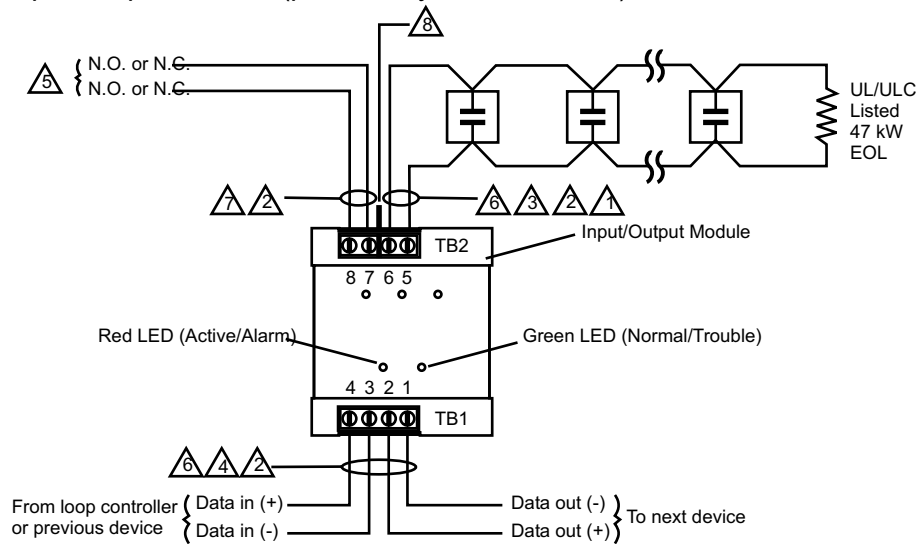 8
5
N.O. or N.C.
N.O. or N.C.
UL/ULC
Listed
47 kW
EOL
7 2
6 3 2 1
Input/Output Module
TB2
8 7 6 5
Red LED (Active/Alarm)
Green LED (Normal/Trouble)
4 3 2 1
TB1
6 4 2
From loop controller
or previous device
Data in (+)
Data in (-)
Data out (-)
Data out (+)
To next device